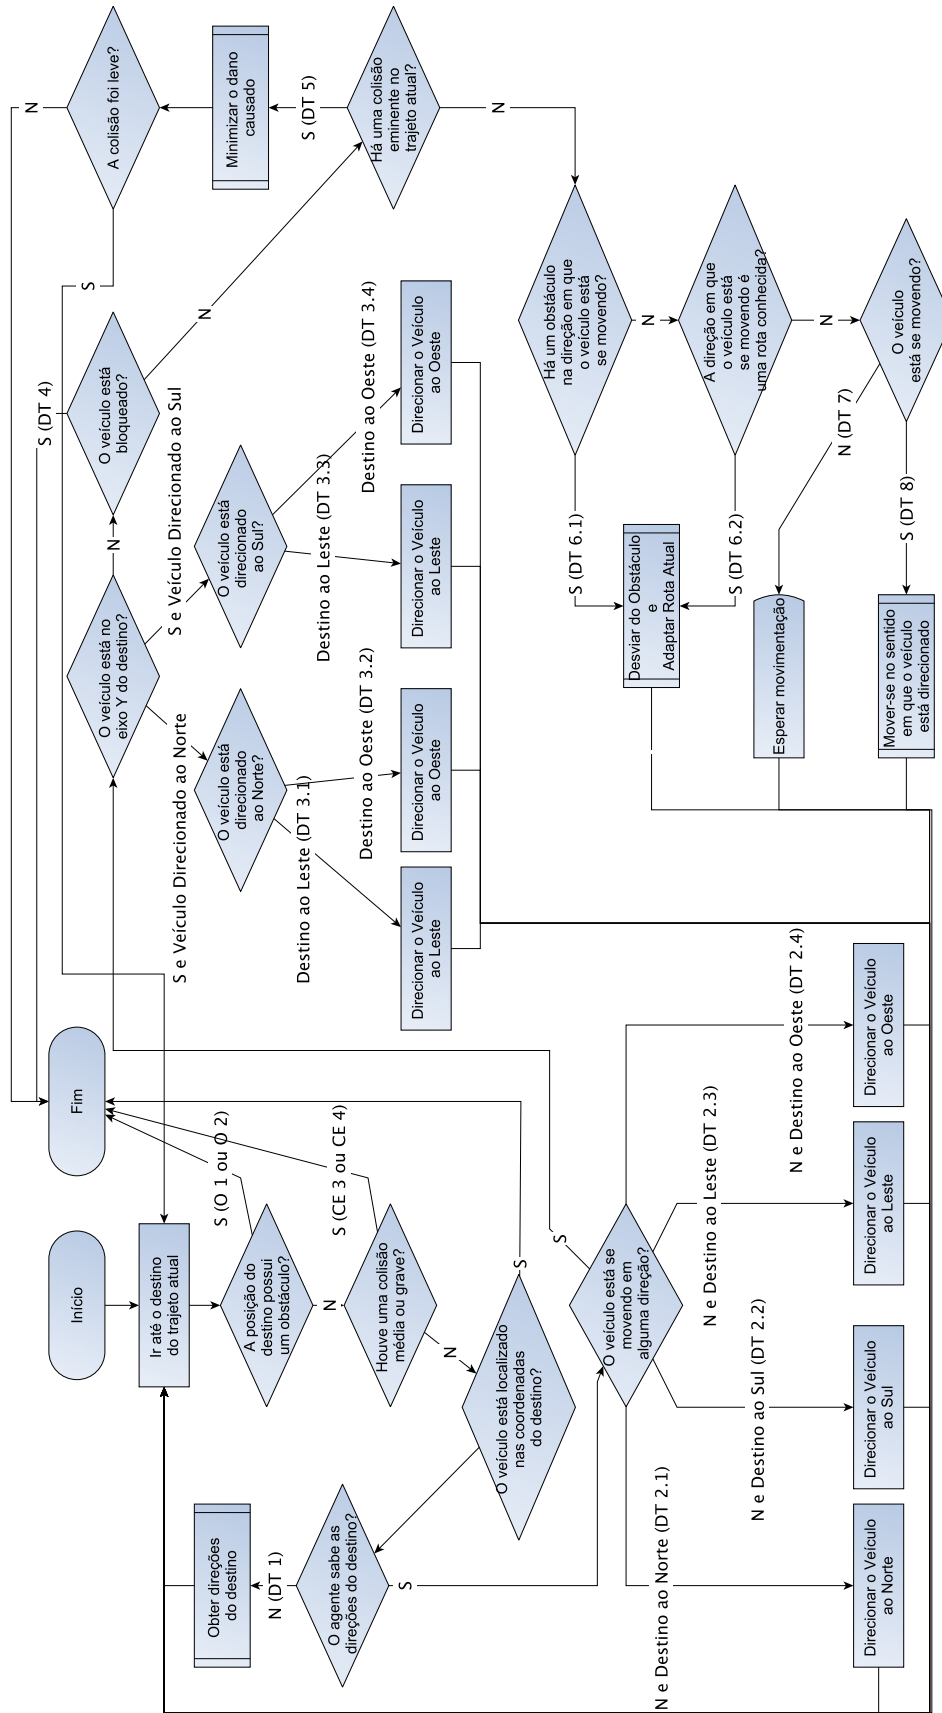 Início
Fim
Ir até o destino
do trajeto atual
A posição do
destino possui
um obstáculo?
S (O 1 ou O 2)
N
Houve uma colisão
média ou grave?
S (CE 3 ou CE 4)
N
O veículo está localizado
nas coordenadas
do destino?
S
O agente sabe as
direções do destino?
N (DT 1)
Obter direções
do destino
S
O veículo está se
movendo em
alguma direção?
S
N e Destino ao Norte (DT 2.1)
N e Destino ao Sul (DT 2.2)
N e Destino ao Leste (DT 2.3)
N e Destino ao Oeste (DT 2.4)
Direcionar o Veículo
ao Norte
Direcionar o Veículo
ao Sul
Direcionar o Veículo
ao Leste
Direcionar o Veículo
ao Oeste
O veículo está no
eixo Y do destino?
S e Veículo Direcionado ao Norte
S e Veículo Direcionado ao Sul
N
O veículo está
direcionado
ao Norte?
Destino ao Leste (DT 3.1)
Destino ao Oeste (DT 3.2)
Direcionar o Veículo
ao Leste
Direcionar o Veículo
ao Oeste
O veículo está
direcionado
ao Sul?
Destino ao Leste (DT 3.3)
Destino ao Oeste (DT 3.4)
Direcionar o Veículo
ao Leste
Direcionar o Veículo
ao Oeste
O veículo está
bloqueado?
S (DT 4)
N
Há uma colisão
eminente no
trajeto atual?
S (DT 5)
Minimizar o dano
causado
A colisão foi leve?
S
N
N
Há um obstáculo
na direção em que
o veículo está
se movendo?
S (DT 6.1)
N
A direção em que
o veículo está
se movendo é
uma rota conhecida?
S (DT 6.2)
N
Desviar do Obstáculo
e
Adaptar Rota Atual
O veículo
está se movendo?
N (DT 7)
S (DT 8)
Esperar movimentação
Mover-se no sentido
em que o veículo
está direcionado